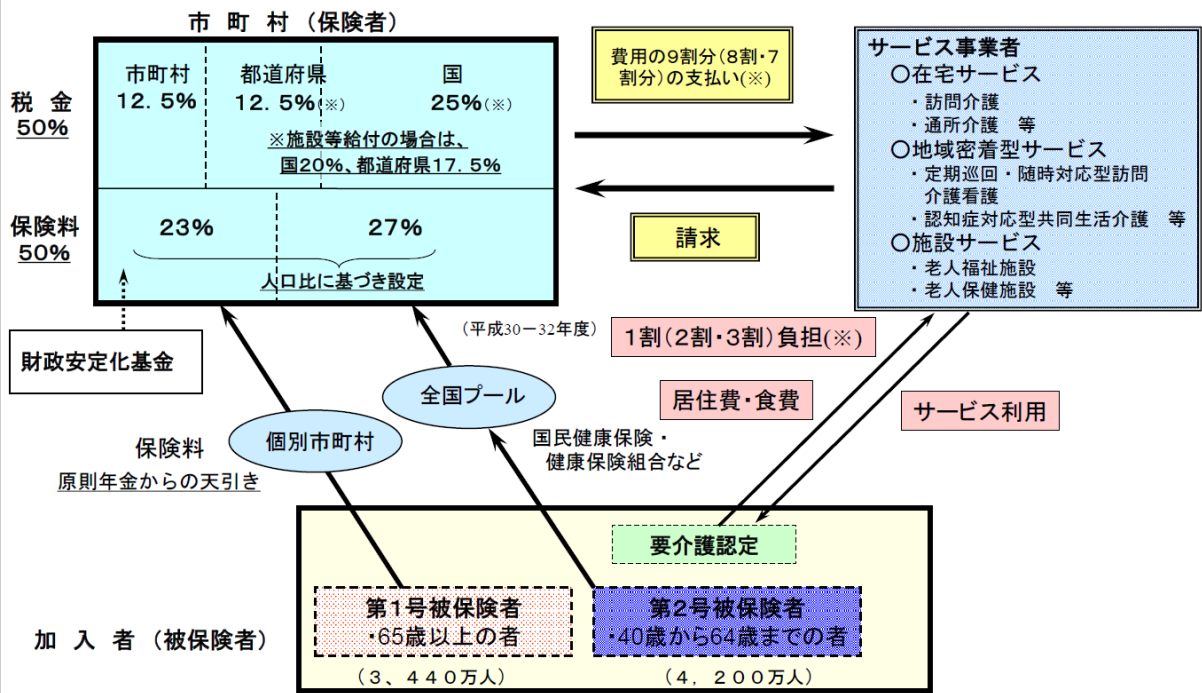 市 町 村 (保険者)
税 金
50%
市町村
12. 5%
都道府県
12. 5%(※)
国
25%(※)
※施設等給付の場合は、
国20%、都道府県17. 5%
保険料
50%
23%
27%
人口比に基づき設定
財政安定化基金
費用の9割分(8割・7
割分)の支払い(※)
請求
サービス事業者
〇在宅サービス
・訪問介護
・通所介護 等
〇地域密着型サービス
・定期巡回・随時対応型訪問
介護看護
・認知症対応型共同生活介護 等
〇施設サービス
・老人福祉施設
・老人保健施設 等
(平成30-32年度)
1割(2割・3割)負担(※)
居住費・食費
サービス利用
全国プール
個別市町村
保険料
原則年金からの天引き
国民健康保険・
健康保険組合など
要介護認定
第1号被保険者
・65歳以上の者
第2号被保険者
・40歳から64歳までの者
加 入 者 (被保険者)
(3、440万人)
(4, 200万人)